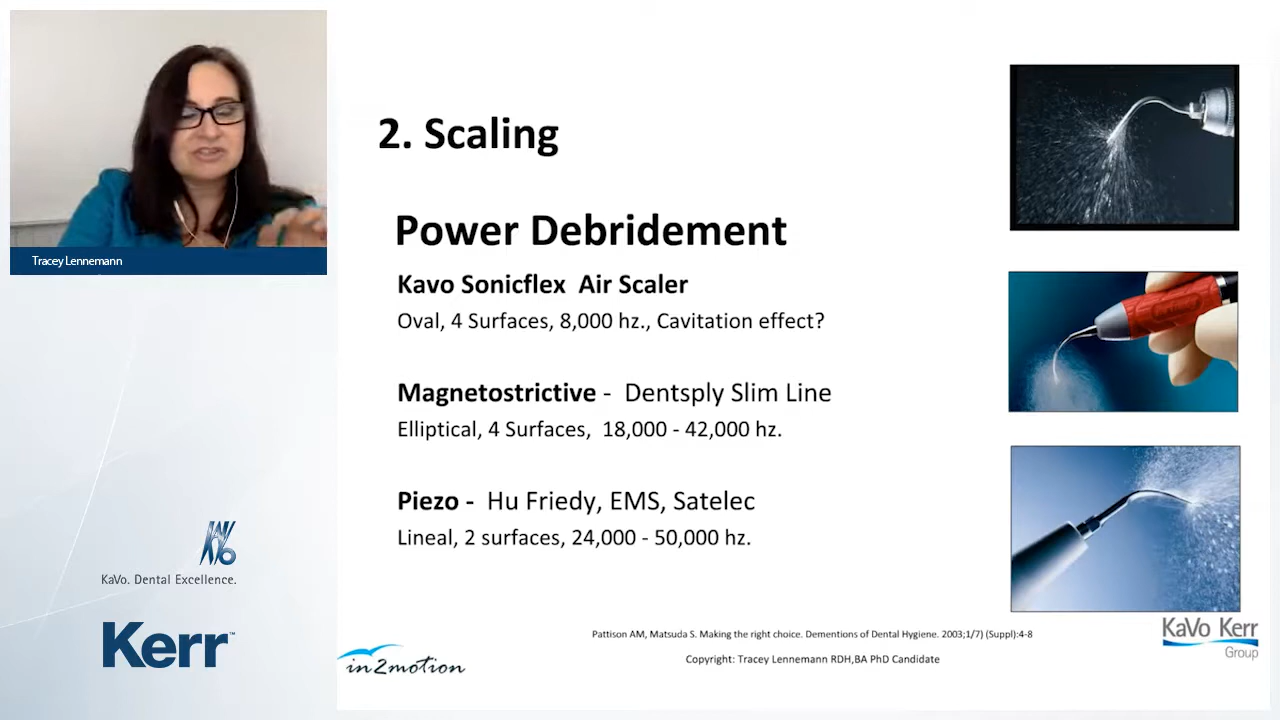 Tracey Lennemann
2. Scaling
Power Debridement
Kavo Sonicflex Air Scaler
Oval, 4 Surfaces, 8,000 hz., Cavitation effect?
Magnetostrictive - Dentsply Slim Line
Elliptical, 4 Surfaces, 18,000 - 42,000 hz.
Piezo - Hu Friedy, EMS, Satelec
Lineal, 2 surfaces, 24,000 - 50,000 hz.
KaVo
KaVo. Dental Excellence.
Kerr™
in2motion
Pattison AM, Matsuda S. Making the right choice. Dementions of Dental Hygiene. 2003;1/7) (Suppl):4-8
Copyright: Tracey Lennemann RDH,BA PhD Candidate
KaVo Kerr
Group